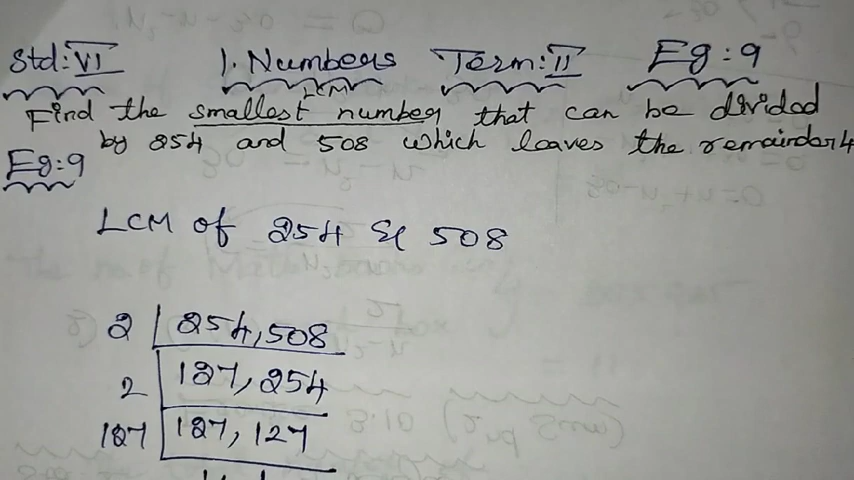 Std: VI 1. Numbers Term: II Eg: 9
LCM
Find the smallest number that can be divided
by 254 and 508 which leaves the remainder 4
Eg: 9
LCM of 254 & 508
2 254, 508
2 127, 254
127 127, 127